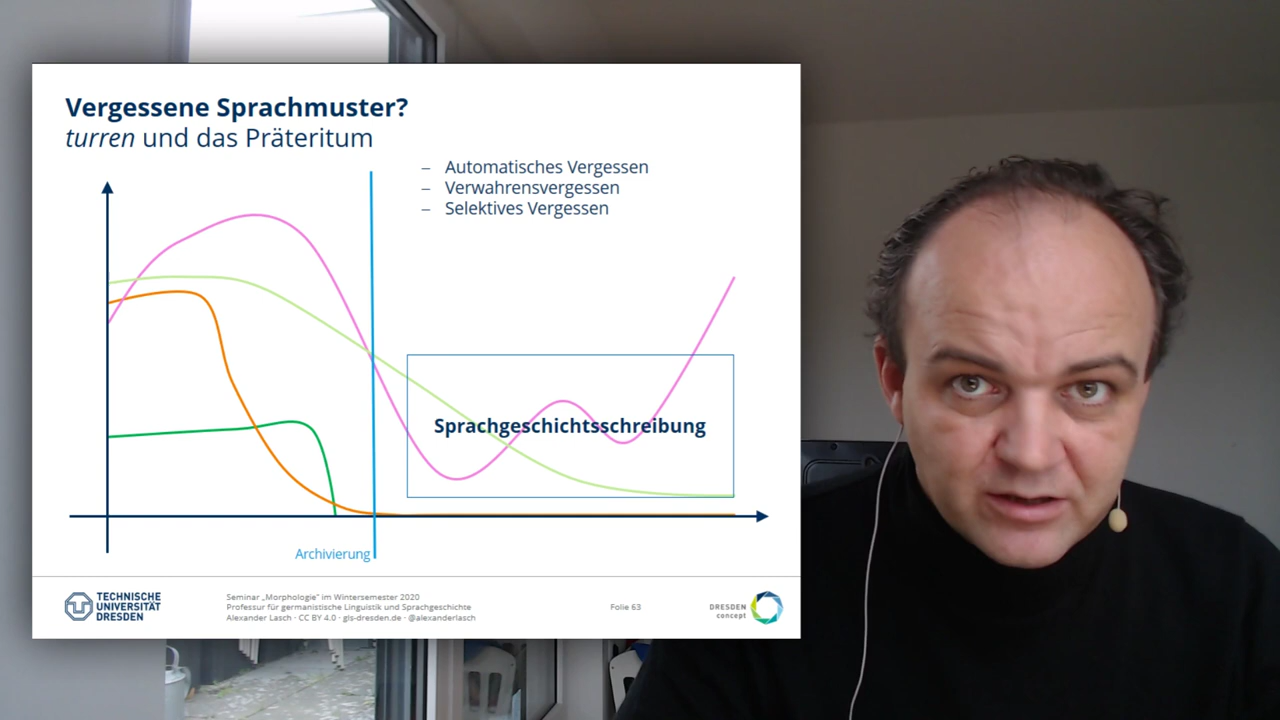 Vergessene Sprachmuster?
turren und das Präteritum
– Automatisches Vergessen
– Verwahrensvergessen
– Selektives Vergessen
Sprachgeschichtsschreibung
Archivierung
TECHNISCHE
UNIVERSITÄT
DRESDEN
Seminar „Morphologie" im Wintersemester 2020
Professur für germanistische Linguistik und Sprachgeschichte
Alexander Lasch · CC BY 4.0 · gls-dresden.de · @alexanderlasch
Folie 63
DRESDEN
concept